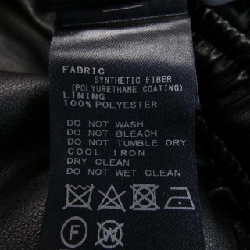 FABRIC
SYNTHETIC FIBER
(POLYURETHANE COATING)
LINING
100% POLYESTER
DO NOT WASH
DO NOT BLEACH
DO NOT TUMBLE DRY
COOL IRON
DRY CLEAN
DO NOT WET CLEAN
F